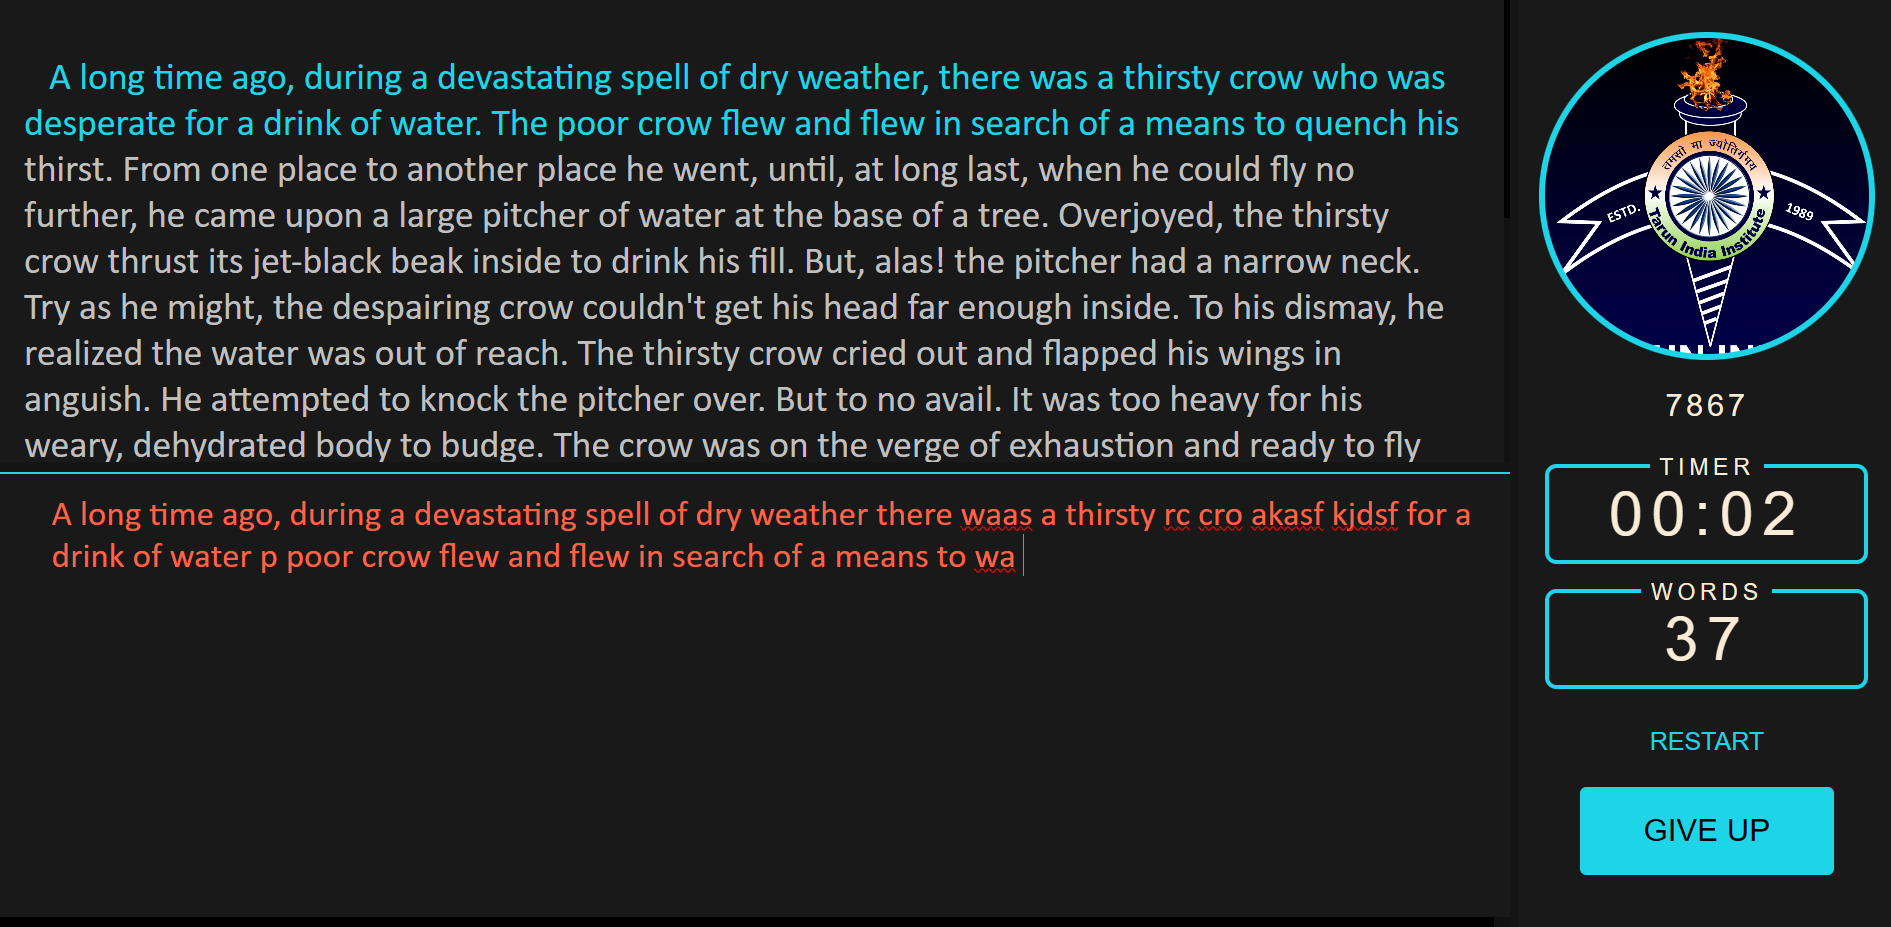 A long time ago, during a devastating spell of dry weather, there was a thirsty crow who was
desperate for a drink of water. The poor crow flew and flew in search of a means to quench his
thirst. From one place to another place he went, until, at long last, when he could fly no
further, he came upon a large pitcher of water at the base of a tree. Overjoyed, the thirsty
crow thrust its jet-black beak inside to drink his fill. But, alas! the pitcher had a narrow neck.
Try as he might, the despairing crow couldn't get his head far enough inside. To his dismay, he
realized the water was out of reach. The thirsty crow cried out and flapped his wings in
anguish. He attempted to knock the pitcher over. But to no avail. It was too heavy for his
weary, dehydrated body to budge. The crow was on the verge of exhaustion and ready to fly
A long time ago, during a devastating spell of dry weather there waas a thirsty rc cro akasf kjdsf for a
drink of water p poor crow flew and flew in search of a means to wa
तमसो मा ज्योतिर्गमय
ESTD.
1989
Tarun India Institute
7867
TIMER
00:02
WORDS
37
RESTART
GIVE UP